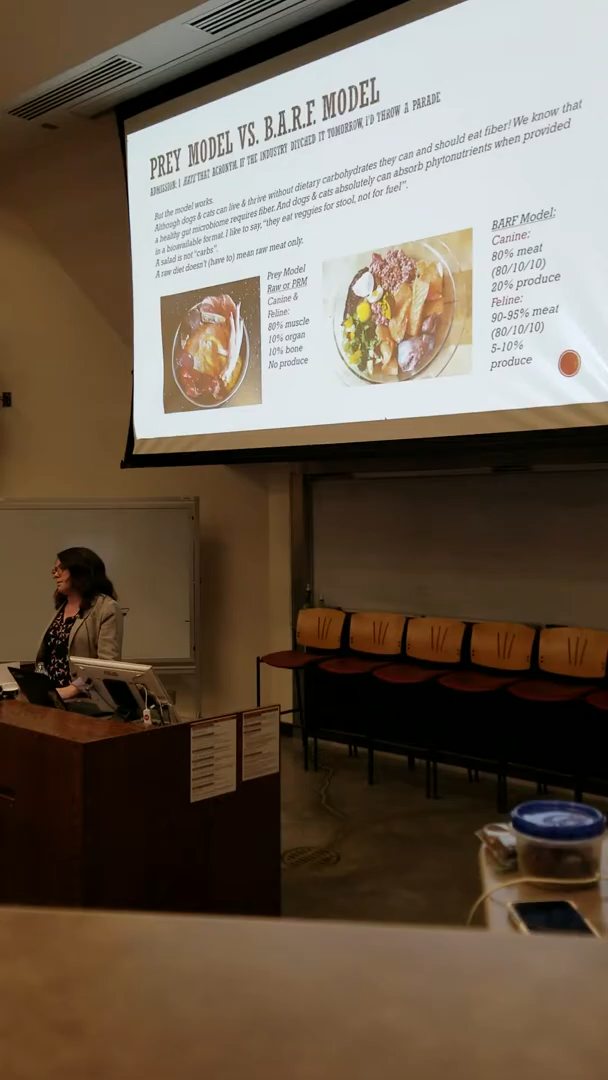 PREY MODEL VS. B.A.R.F. MODEL
ADMISSION: I HATE THAT ACRONYM. IF THE INDUSTRY DITCHED IT TOMORROW, I'D THROW A PARADE
But the model works.
Although dogs & cats can live & thrive without dietary carbohydrates they can and should eat fiber! We know that
a healthy gut microbiome requires fiber. And dogs & cats absolutely can absorb phytonutrients when provided
in a bioavailable format. I like to say, "they eat veggies for stool, not for fuel".
A salad is not "carbs".
A raw diet doesn't (have to) mean raw meat only.
Prey Model
Raw or PRM
Canine &
Feline:
80% muscle
10% organ
10% bone
No produce
BARF Model:
Canine:
80% meat
(80/10/10)
20% produce
Feline:
90-95% meat
(80/10/10)
5-10%
produce